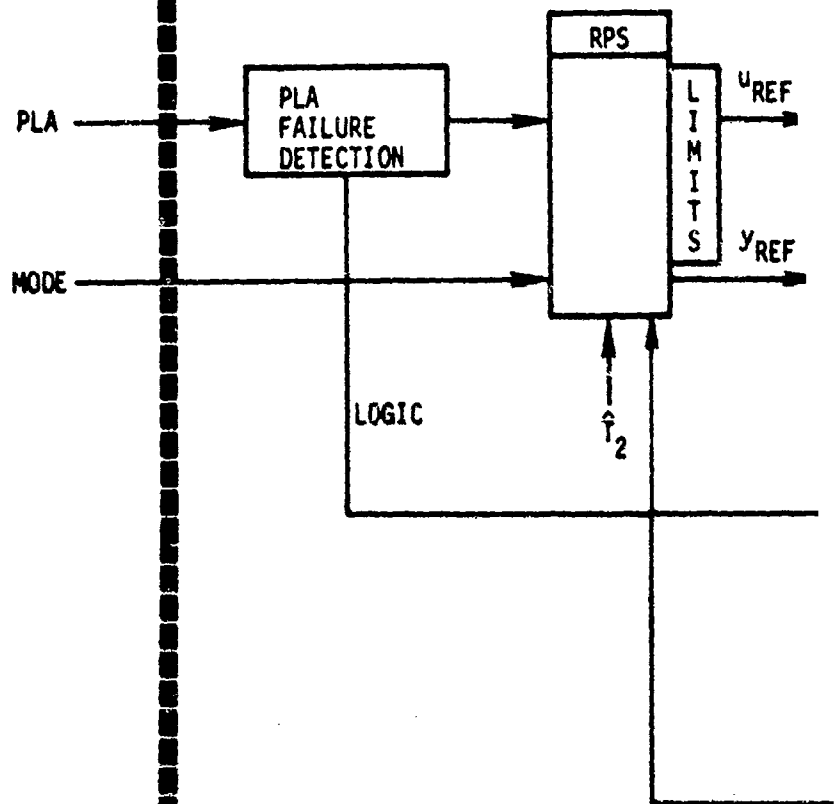 RPS
PLA
PLA
FAILURE
DETECTION
L
I
M
I
T
S
uREF
yREF
MODE
LOGIC
T̂2